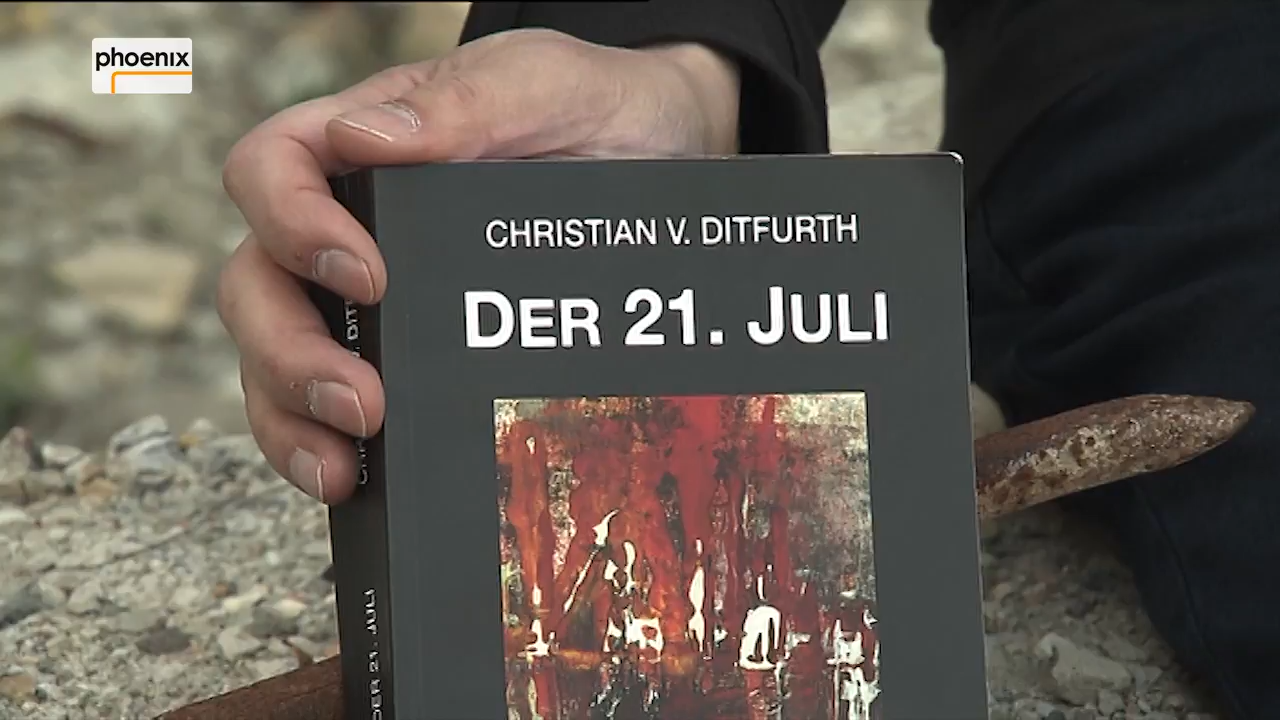 phoenix
CHRISTIAN V. DITFURTH
DER 21. JULI
DER 21. JULI